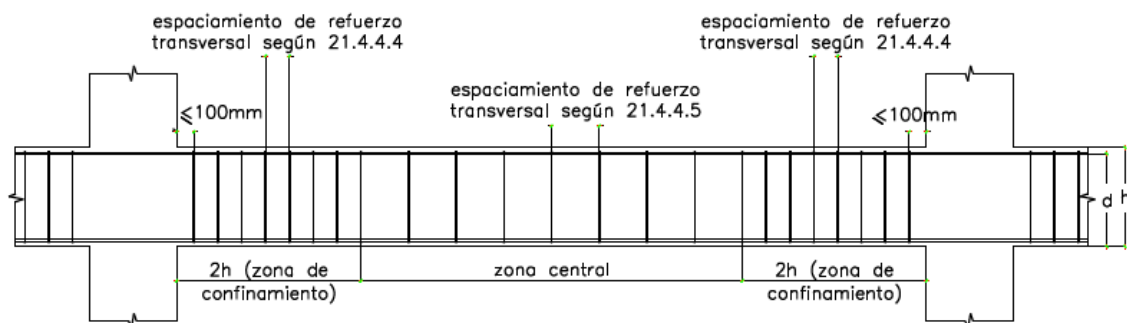 espaciamiento de refuerzo
transversal según 21.4.4.4
espaciamiento de refuerzo
transversal según 21.4.4.4
espaciamiento de refuerzo
transversal según 21.4.4.5
≤100mm
≤100mm
d
h
2h (zona de
confinamiento)
zona central
2h (zona de
confinamiento)